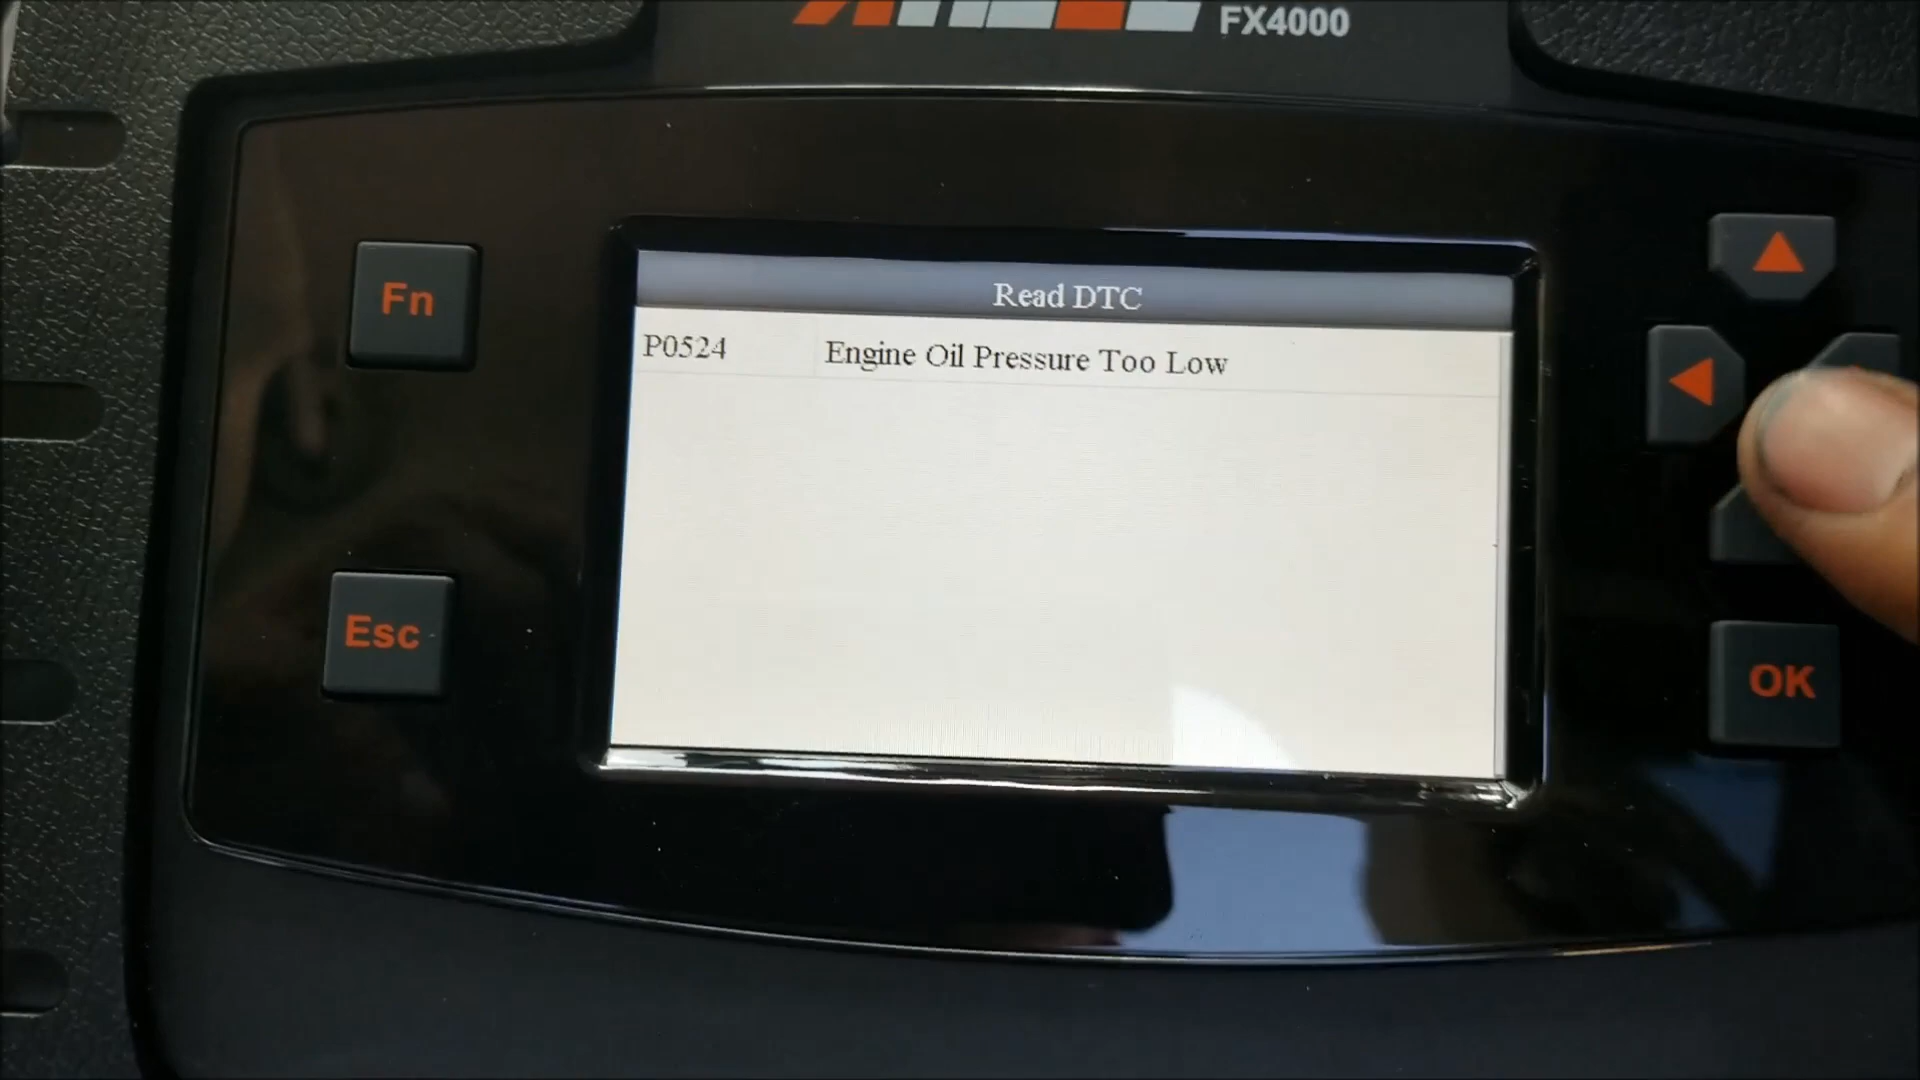 FX4000
Read DTC
P0524 Engine Oil Pressure Too Low
Fn
Esc
OK